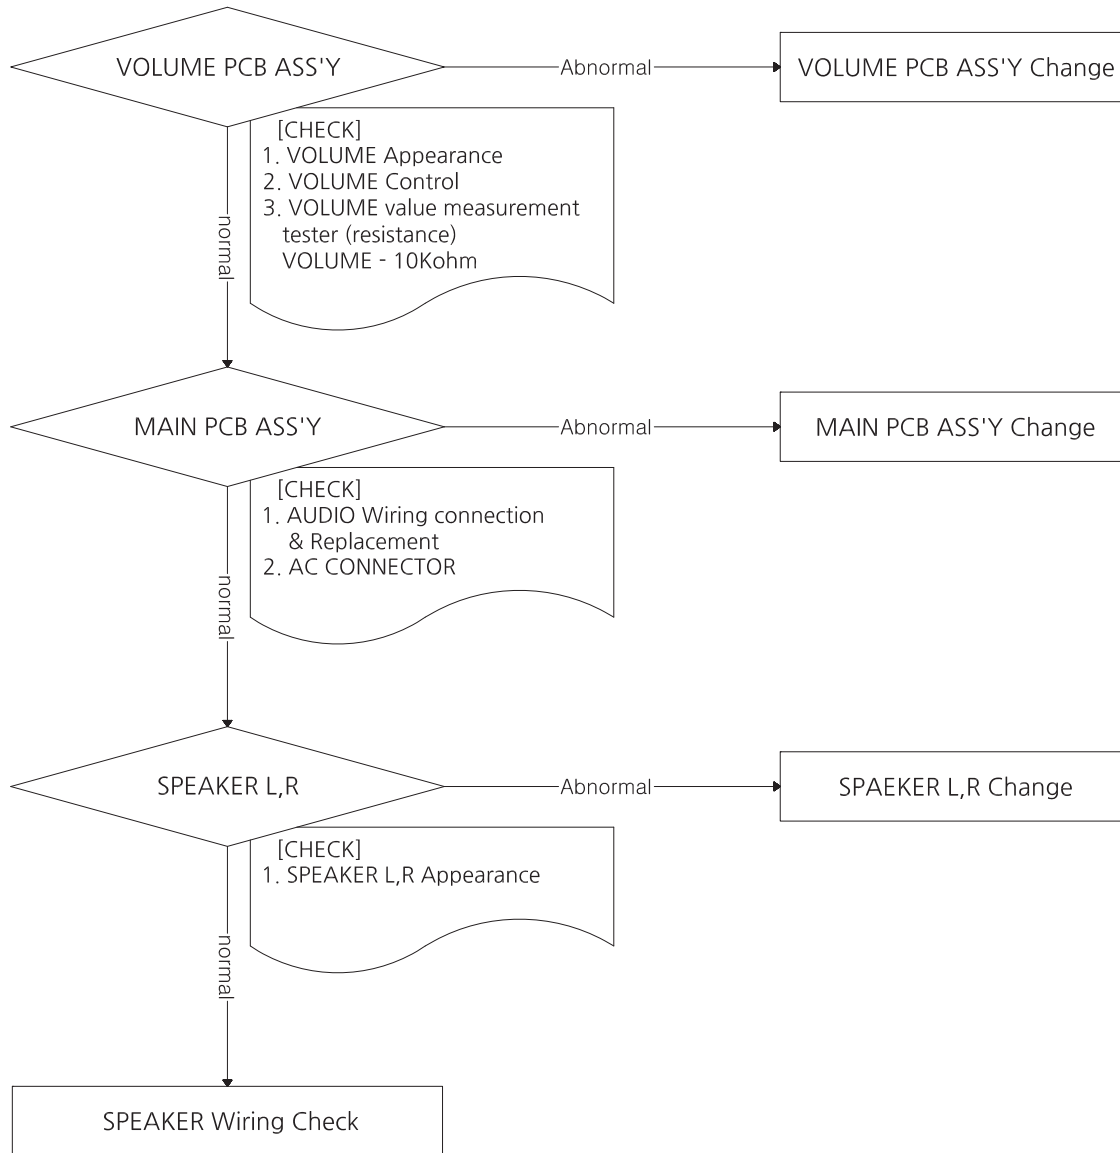 VOLUME PCB ASS'Y
Abnormal
VOLUME PCB ASS'Y Change
[CHECK]
1. VOLUME Appearance
2. VOLUME Control
3. VOLUME value measurement
tester (resistance)
VOLUME - 10Kohm
normal
MAIN PCB ASS'Y
Abnormal
MAIN PCB ASS'Y Change
[CHECK]
1. AUDIO Wiring connection
& Replacement
2. AC CONNECTOR
normal
SPEAKER L,R
Abnormal
SPAEKER L,R Change
[CHECK]
1. SPEAKER L,R Appearance
normal
SPEAKER Wiring Check